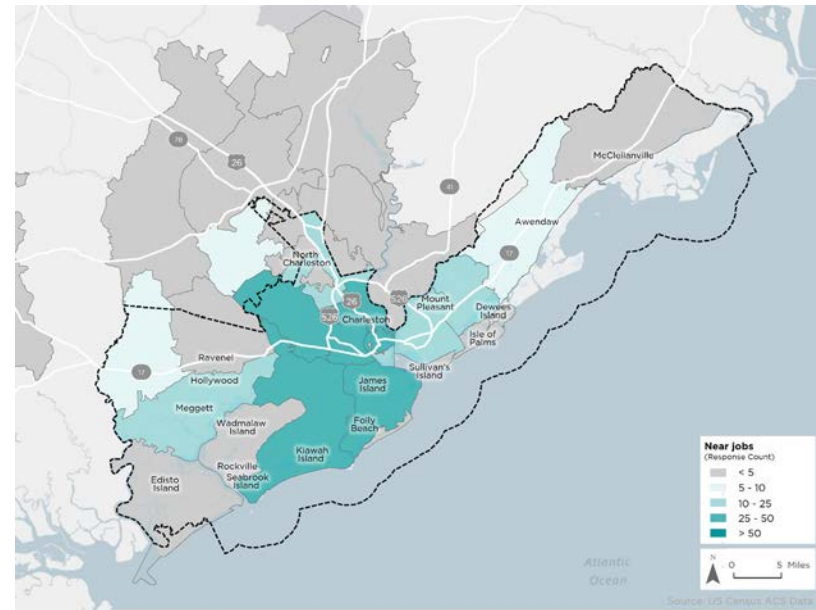 McClellanville
78
26
41
Awendaw
North
Charleston
17
526
26
Mount
Pleasant
526
Charleston
Dewees
Island
Isle of
Palms
Ravenel
Sullivan's
Island
17
Hollywood
James
Island
Meggett
Folly
Beach
Wadmalaw
Island
Kiawah
Island
Rockville
Seabrook
Island
Edisto
Island
Near jobs
(Response Count)
< 5
5 - 10
10 - 25
25 - 50
> 50
N
0 5 Miles
Atlantic
Ocean
Source: US Census ACS Data